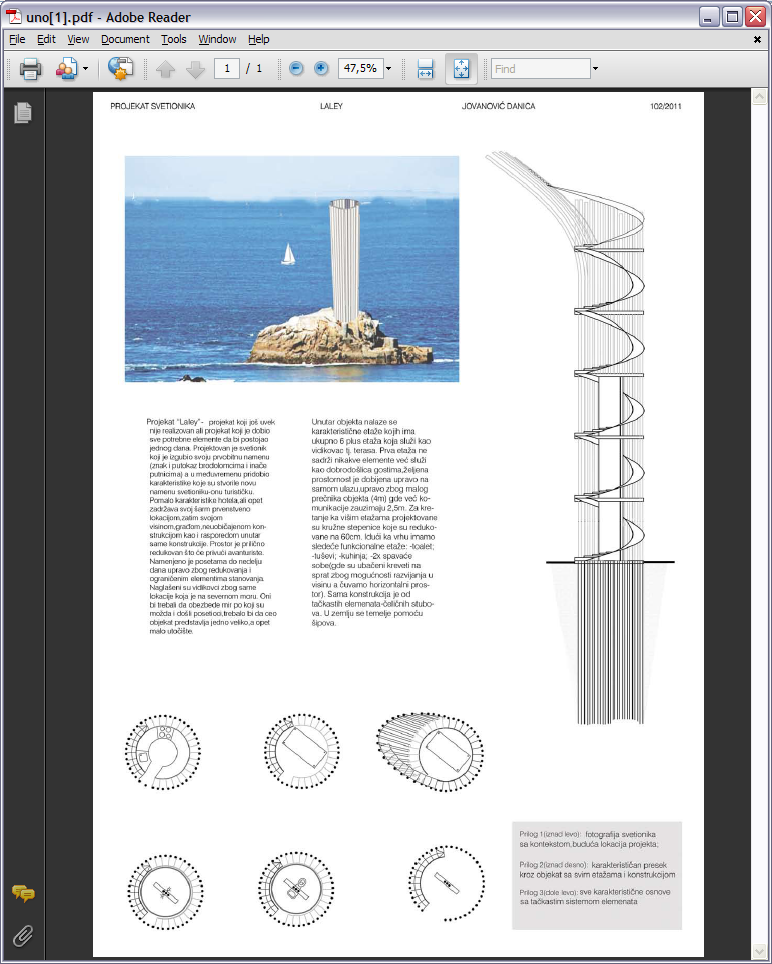 uno[1].pdf - Adobe Reader
File Edit View Document Tools Window Help
1 / 1 47,5% Find
PROJEKAT SVETIONIKA LALEY JOVANOVIĆ DANICA 102/2011
Projekat "Laley"- projekat koji još uvek
nije realizovan ali projekat koji je dobio
sve potrebne elemente da bi postojao
jednog dana. Projektovan je svetionik
koji je izgubio svoju prvobitnu namenu
(znak i putokaz brodolomcima i inače
putnicima) a u međuvremenu pridobio
karakteristike koje su stvorile novu
namenu svetioniku-onu turističku.
Pomalo karakteristike hotela,ali opet
zadržava svoj šarm prvenstveno
lokacijom,zatim svojom
visinom,građom,neuobičajenom kon-
strukcijom kao i rasporedom unutar
same konstrukcije. Prostor je prilično
redukovan što će privući avanturiste.
Namenjeno je posetama do nedelju
dana upravo zbog redukovanja i
ograničenim elementima stanovanja.
Naglašeni su vidikovci zbog same
lokacije koja je na severnom moru. Oni
bi trebali da obezbede mir po koji su
možda i došli posetioci,trebalo bi da ceo
objekat predstavlja jedno veliko,a opet
malo utočište.
Unutar objekta nalaze se
karakteristične etaže kojih ima
ukupno 6 plus etaža koja služi kao
vidikovac tj. terasa. Prva etaža ne
sadrži nikakve elemente već služi
kao dobrodošlica gostima,željena
prostornost je dobijena upravo na
samom ulazu,upravo zbog malog
prečnika objekta (4m) gde već ko-
munikacije zauzimaju 2,5m. Za kre-
tanje ka višim etažama projektovane
su kružne stepenice koje su reduko-
vane na 60cm. Idući ka vrhu imamo
sledeće funkcionalne etaže: -toalet;
-tuševi; -kuhinja; -2x spavaće
sobe(gde su ubačeni kreveti na
sprat zbog mogućnosti razvijanja u
visinu a čuvamo horizontalni pros-
tor). Sama konstrukcija je od
tačkastih elemenata-čeličnih stubo-
va. U zemlju se temelje pomoću
šipova.
Prilog 1(iznad levo): fotografija svetionika
sa kontekstom,buduća lokacija projekta;
Prilog 2(iznad desno): karakterističan presek
kroz objekat sa svim etažama i konstrukcijom
Prilog 3(dole levo): sve karakteristične osnove
sa tačkastim sistemom elemenata